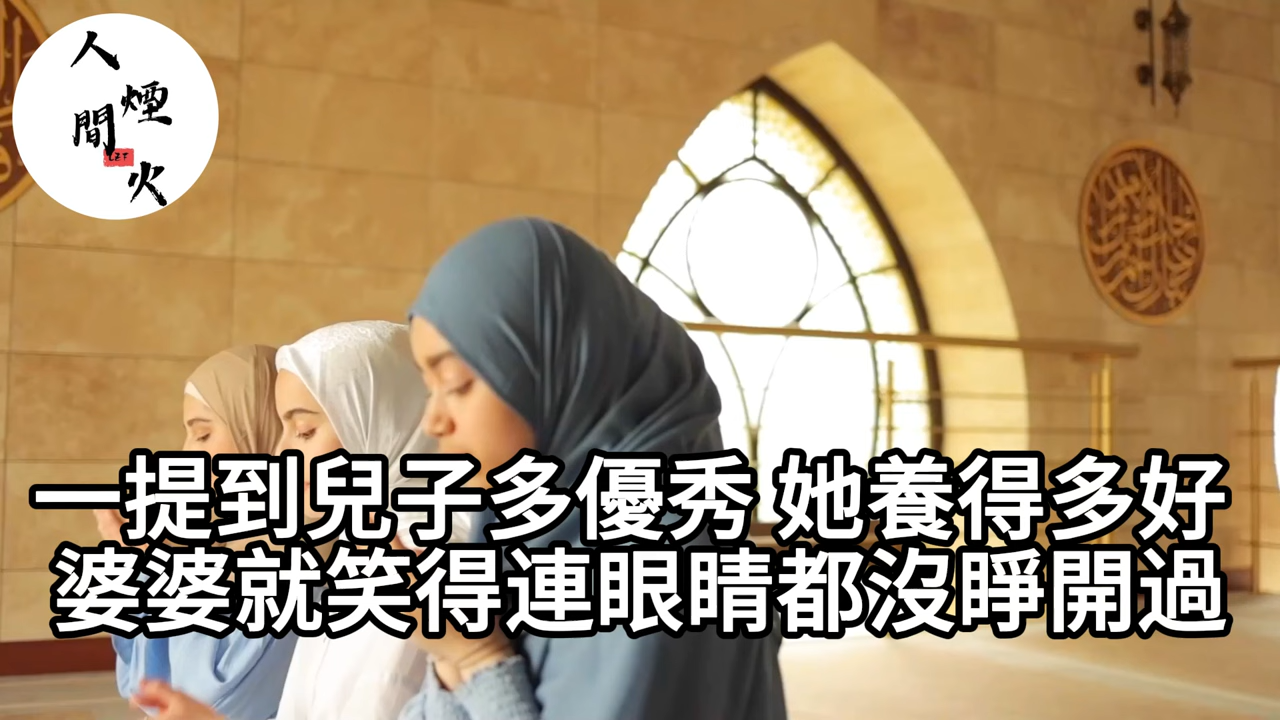 人間煙火
一提到兒子多優秀 她養得多好
婆婆就笑得連眼睛都沒睜開過